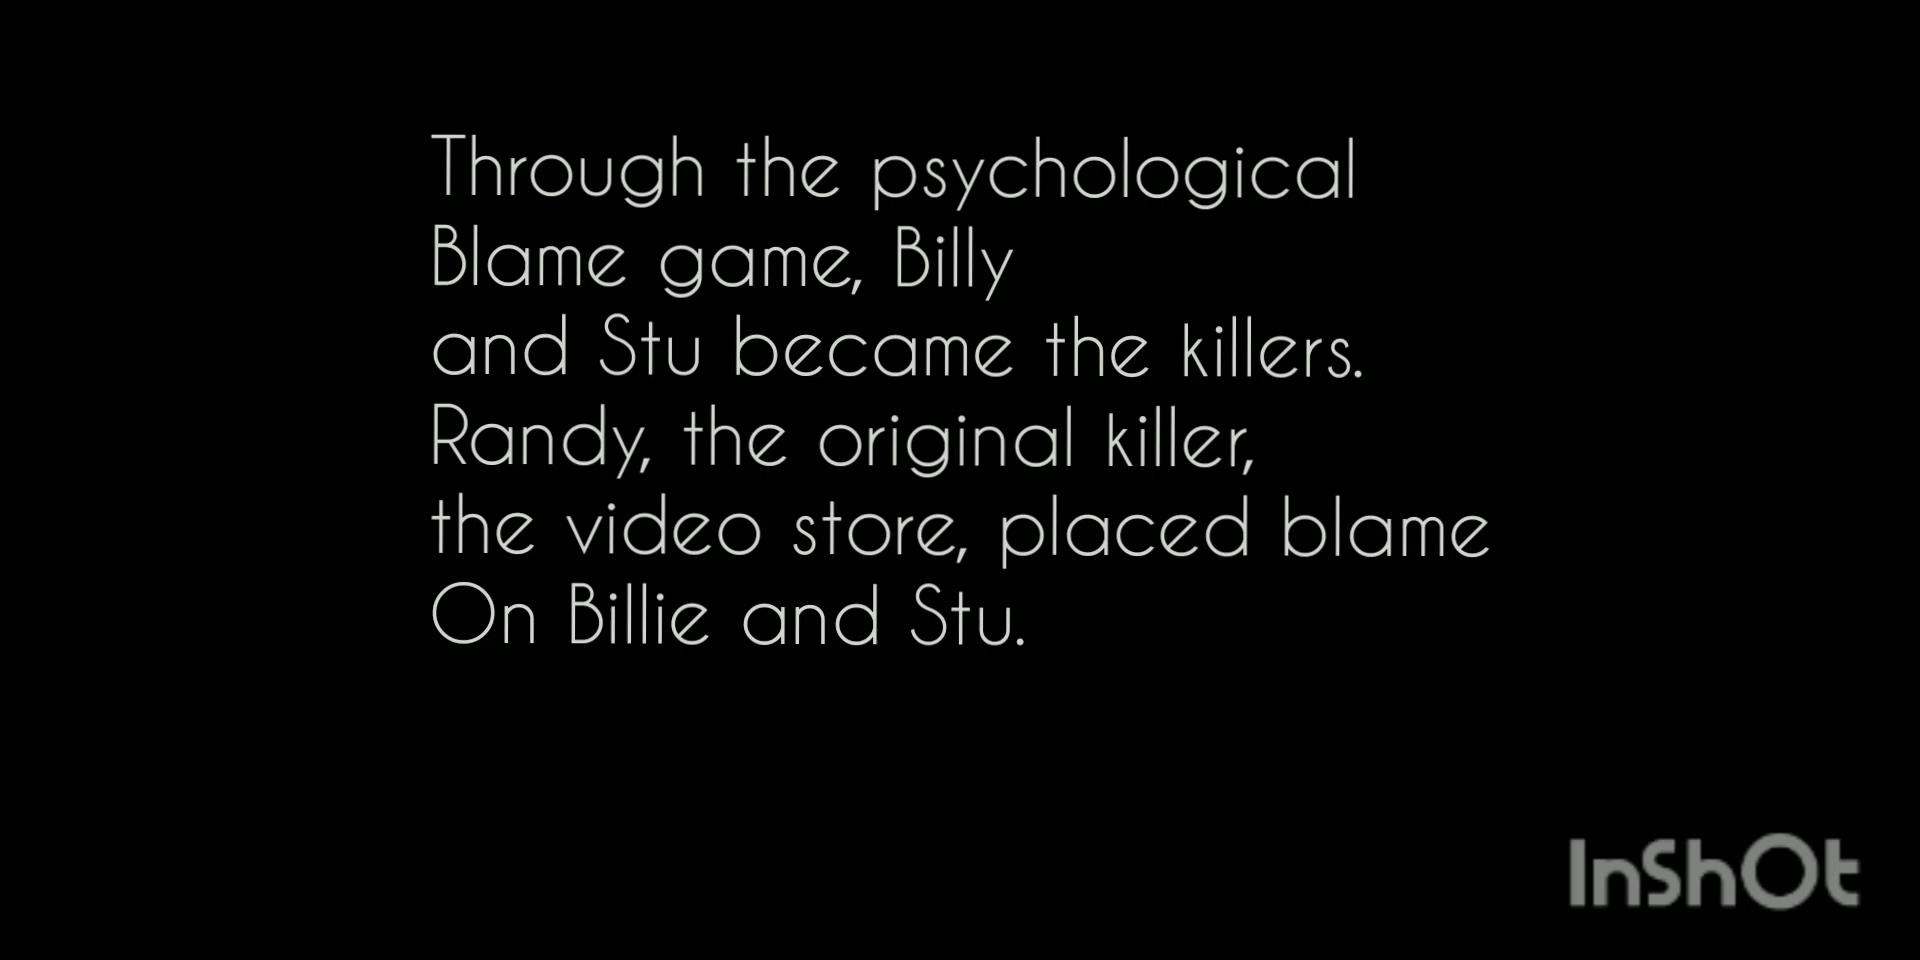 Through the psychological
Blame game, Billy
and Stu became the killers.
Randy, the original killer,
the video store, placed blame
On Billie and Stu.
InShOt